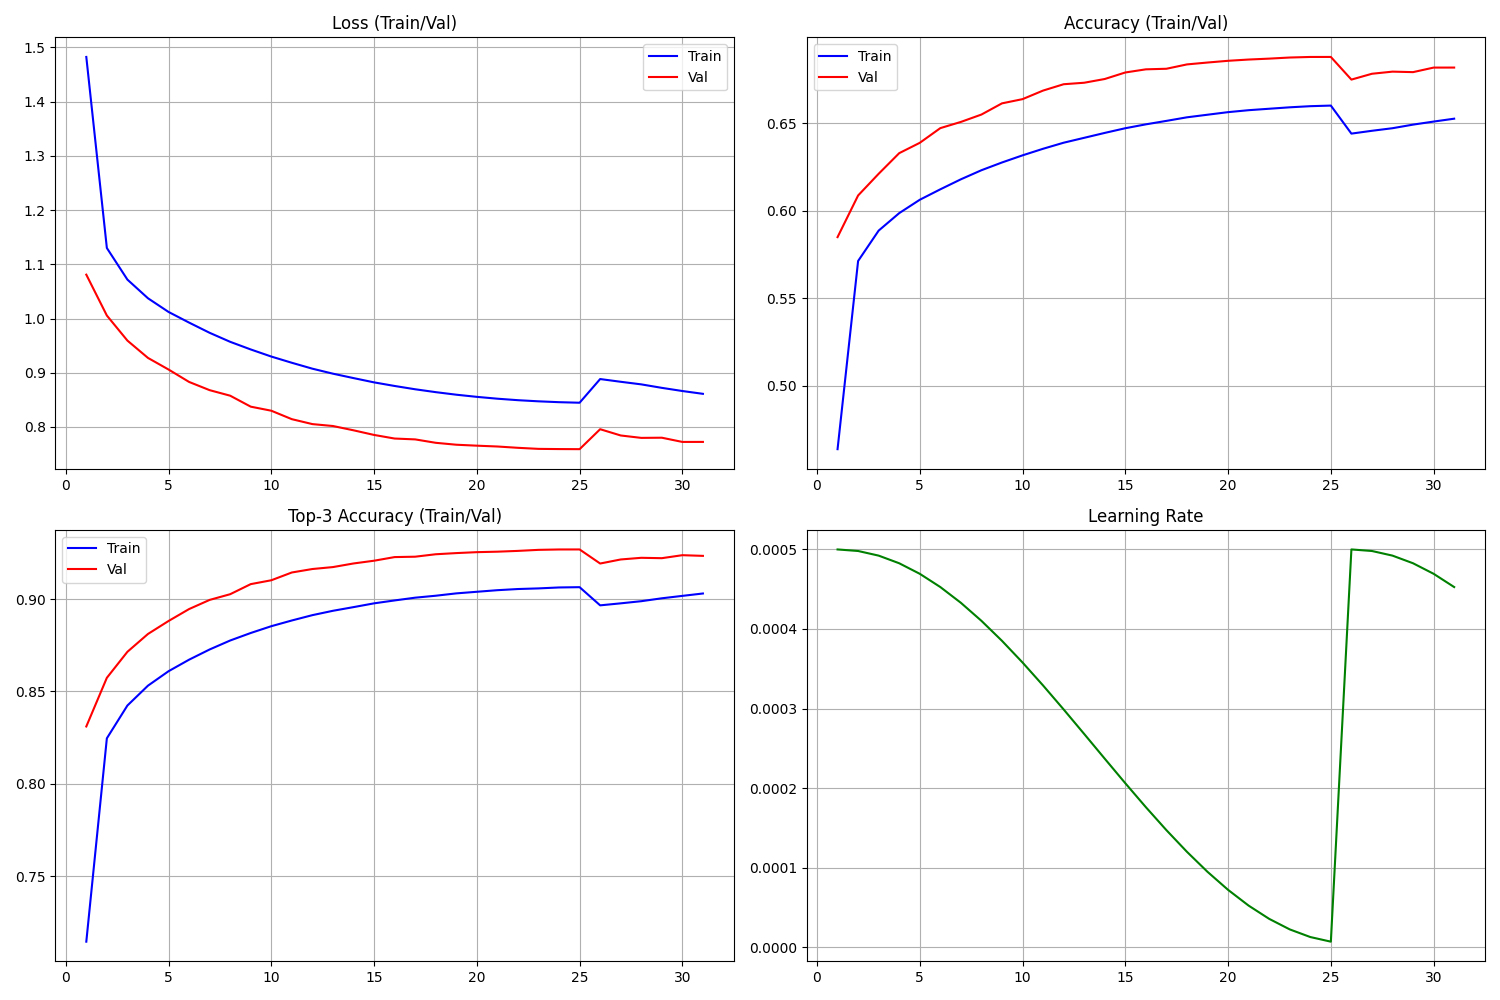 Loss (Train/Val)
1.5
1.4
1.3
1.2
1.1
1.0
0.9
0.8
0 5 10 15 20 25 30
Train
Val
Accuracy (Train/Val)
0.65
0.60
0.55
0.50
0 5 10 15 20 25 30
Train
Val
Top-3 Accuracy (Train/Val)
0.90
0.85
0.80
0.75
0 5 10 15 20 25 30
Train
Val
Learning Rate
0.0005
0.0004
0.0003
0.0002
0.0001
0.0000
0 5 10 15 20 25 30